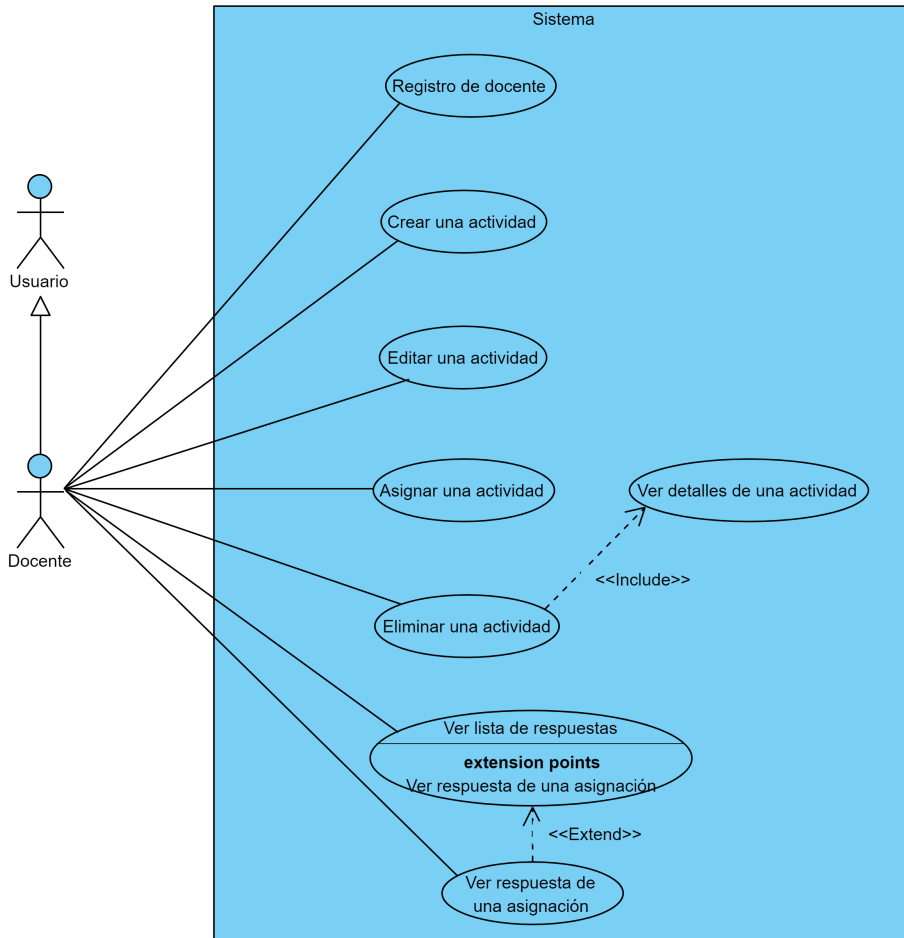 Sistema
Registro de docente
Crear una actividad
Usuario
Editar una actividad
Asignar una actividad
Ver detalles de una actividad
Docente
<<Include>>
Eliminar una actividad
Ver lista de respuestas
extension points
Ver respuesta de una asignación
<<Extend>>
Ver respuesta de
una asignación